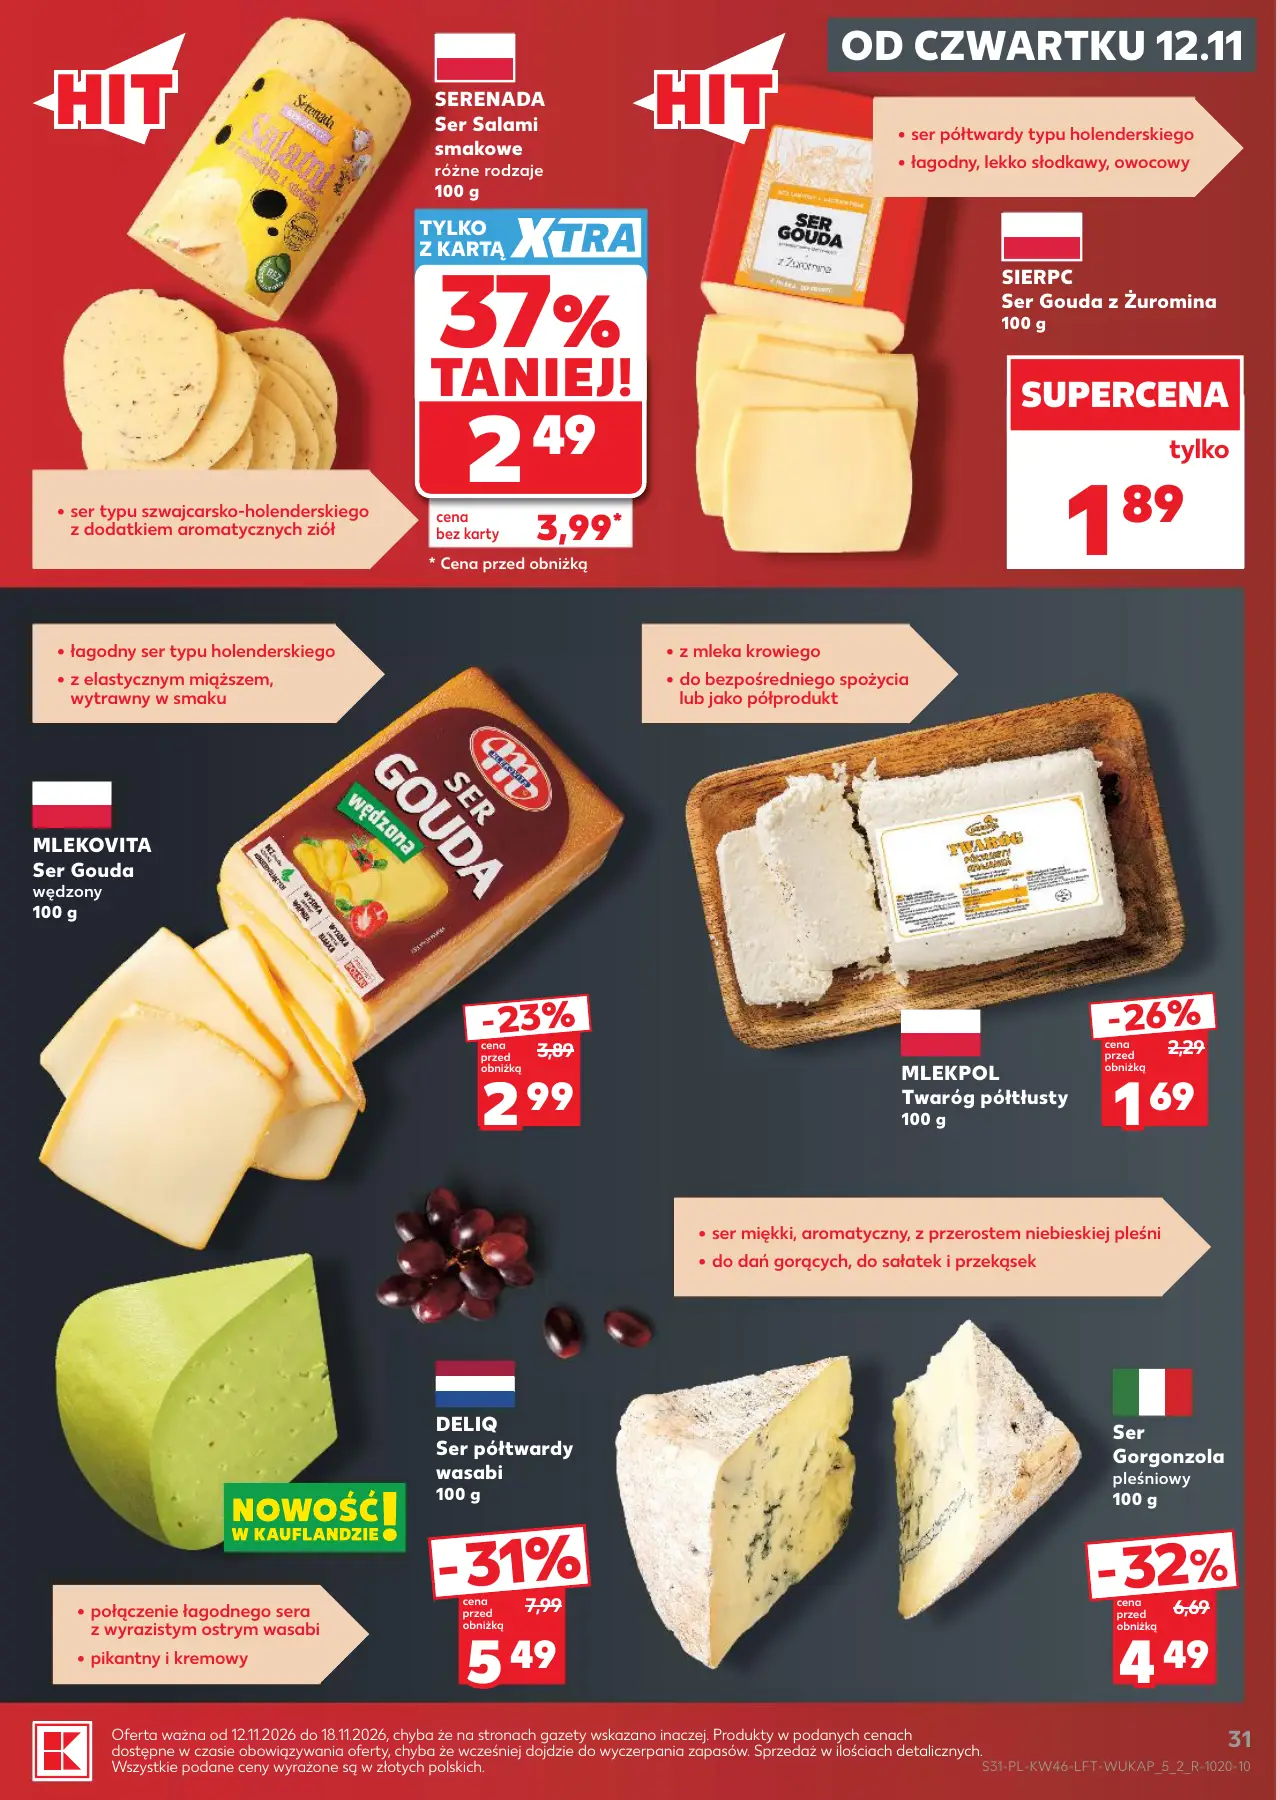 OD CZWARTKU 12.11
HIT
Serenada
Salami
BEZ
SERENADA
Ser Salami
smakowe
różne rodzaje
100 g
TYLKO
Z KARTĄ XTRA
37%
TANIEJ!
2 49
cena
bez karty 3,99*
* Cena przed obniżką
• ser typu szwajcarsko-holenderskiego
z dodatkiem aromatycznych ziół
HIT
• ser półtwardy typu holenderskiego
• łagodny, lekko słodkawy, owocowy
SER
GOUDA
z Żuromina
SIERPC
Ser Gouda z Żuromina
100 g
SUPERCENA
tylko
1 89
• łagodny ser typu holenderskiego
• z elastycznym miąższem,
wytrawny w smaku
MLEKOVITA
Ser Gouda
wędzony
100 g
MLEKOVITA
SER
GOUDA
wędzona
POLSKI
-23%
cena
przed
obniżką
3,89
2 99
• z mleka krowiego
• do bezpośredniego spożycia
lub jako półprodukt
TWARÓG
PÓŁTŁUSTY
MLEKPOL
Twaróg półtłusty
100 g
-26%
cena
przed
obniżką
2,29
1 69
• ser miękki, aromatyczny, z przerostem niebieskiej pleśni
• do dań gorących, do sałatek i przekąsek
DELIQ
Ser półtwardy
wasabi
100 g
NOWOŚĆ!
W KAUFLANDZIE
-31%
cena
przed
obniżką
7,99
5 49
• połączenie łagodnego sera
z wyrazistym ostrym wasabi
• pikantny i kremowy
Ser
Gorgonzola
pleśniowy
100 g
-32%
cena
przed
obniżką
6,69
4 49
Oferta ważna od 12.11.2026 do 18.11.2026, chyba że na stronach gazety wskazano inaczej. Produkty w podanych cenach
dostępne w czasie obowiązywania oferty, chyba że wcześniej dojdzie do wyczerpania zapasów. Sprzedaż w ilościach detalicznych.
Wszystkie podane ceny wyrażone są w złotych polskich.
31
S31-PL-KW46-LFT-WUKAP_5_2_R-1020-10